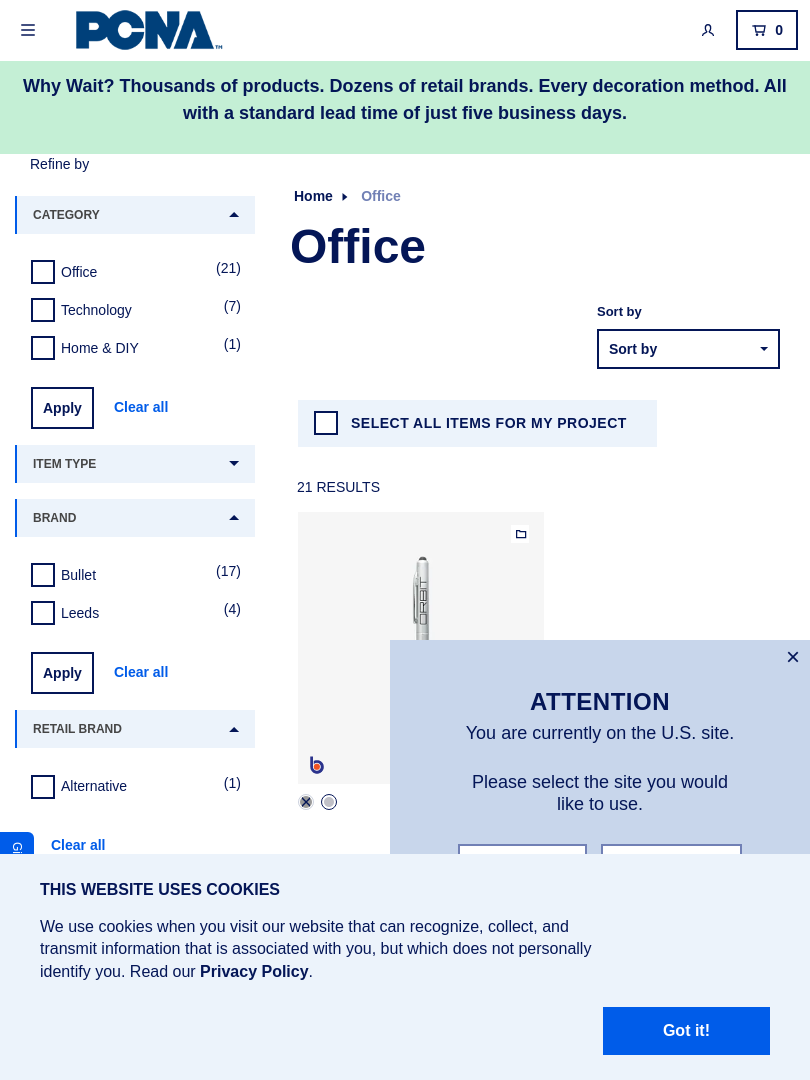 PCNA™
0
Why Wait? Thousands of products. Dozens of retail brands. Every decoration method. All
with a standard lead time of just five business days.
Refine by
CATEGORY
Office (21)
Technology (7)
Home & DIY (1)
Apply Clear all
ITEM TYPE
BRAND
Bullet (17)
Leeds (4)
Apply Clear all
RETAIL BRAND
Alternative (1)
Clear all
Gi
Home Office
Office
Sort by
Sort by
SELECT ALL ITEMS FOR MY PROJECT
21 RESULTS
ORBIT
b
ATTENTION
You are currently on the U.S. site.
Please select the site you would
like to use.
THIS WEBSITE USES COOKIES
We use cookies when you visit our website that can recognize, collect, and
transmit information that is associated with you, but which does not personally
identify you. Read our Privacy Policy.
Got it!